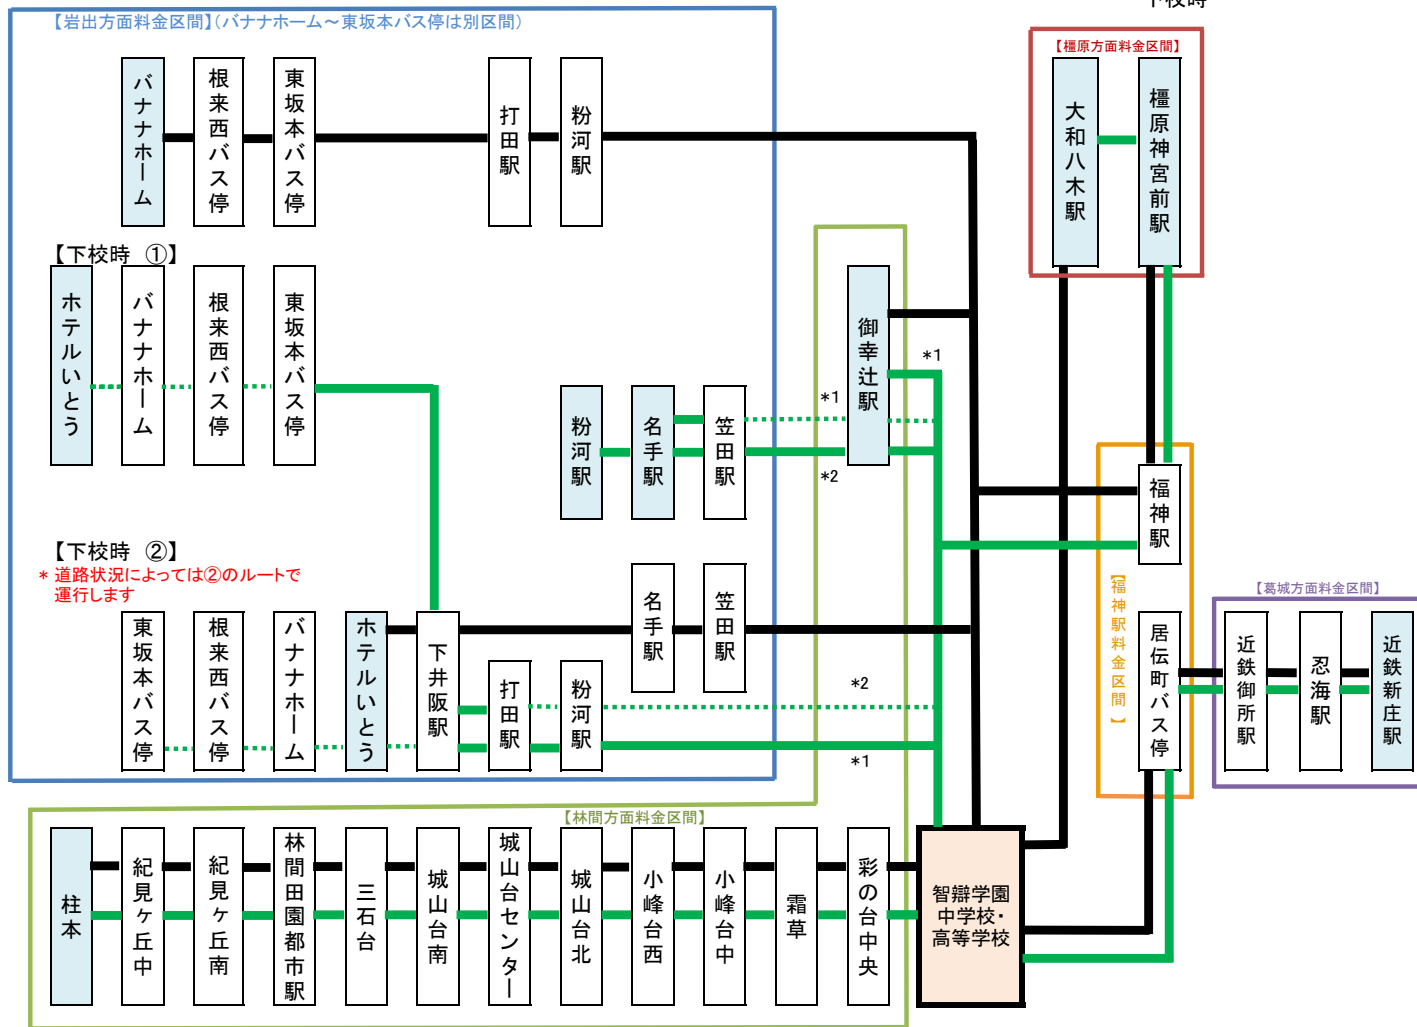 下校時
【岩出方面料金区間】(バナナホーム～東坂本バス停は別区間)
【橿原方面料金区間】
バナナホーム
根来西バス停
東坂本バス停
打田駅
粉河駅
大和八木駅
橿原神宮前駅
【下校時 ①】
ホテルいとう
バナナホーム
根来西バス停
東坂本バス停
御幸辻駅
*1
*1
粉河駅
名手駅
笠田駅
*2
福神駅
【下校時 ②】
* 道路状況によっては②のルートで
運行します
【福神駅料金区間】
【葛城方面料金区間】
東坂本バス停
根来西バス停
バナナホーム
ホテルいとう
下井阪駅
打田駅
粉河駅
名手駅
笠田駅
*2
*1
居伝町バス停
近鉄御所駅
忍海駅
近鉄新庄駅
【林間方面料金区間】
柱本
紀見ヶ丘中
紀見ヶ丘南
林間田園都市駅
三石台
城山台南
城山台センター
城山台北
小峰台西
小峰台中
霜草
彩の台中央
智辯学園
中学校・
高等学校